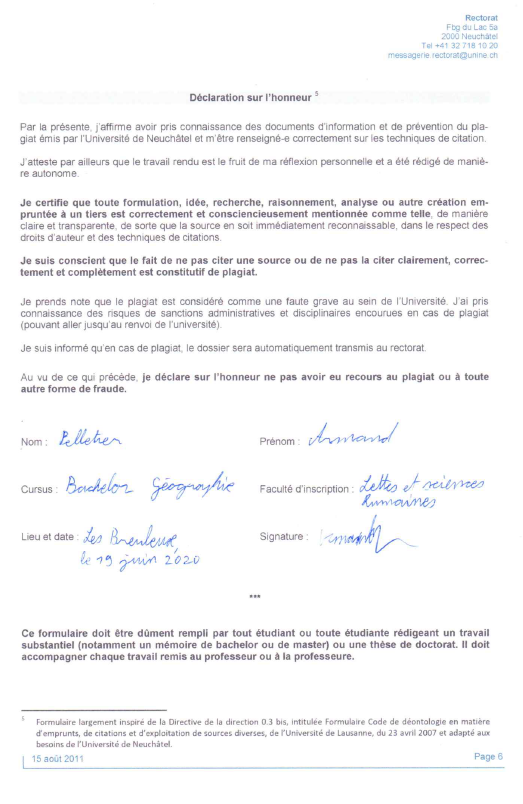 Rectorat
Fbg du Lac 5a
2000 Neuchâtel
Tel +41 32 718 10 20
messagerie.rectorat@unine.ch
Déclaration sur l'honneur 5
Par la présente, j'affirme avoir pris connaissance des documents d'information et de prévention du pla-
giat émis par l'Université de Neuchâtel et m'être renseigné-e correctement sur les techniques de citation.
J'atteste par ailleurs que le travail rendu est le fruit de ma réflexion personnelle et a été rédigé de maniè-
re autonome.
Je certifie que toute formulation, idée, recherche, raisonnement, analyse ou autre création em-
pruntée à un tiers est correctement et consciencieusement mentionnée comme telle, de manière
claire et transparente, de sorte que la source en soit immédiatement reconnaissable, dans le respect des
droits d'auteur et des techniques de citations.
Je suis conscient que le fait de ne pas citer une source ou de ne pas la citer clairement, correc-
tement et complètement est constitutif de plagiat.
Je prends note que le plagiat est considéré comme une faute grave au sein de l'Université. J'ai pris
connaissance des risques de sanctions administratives et disciplinaires encourues en cas de plagiat
(pouvant aller jusqu'au renvoi de l'université).
Je suis informé qu'en cas de plagiat, le dossier sera automatiquement transmis au rectorat.
Au vu de ce qui précède, je déclare sur l'honneur ne pas avoir eu recours au plagiat ou à toute
autre forme de fraude.
Nom : Pelletier Prénom : Armand
Cursus : Bachelor Géographie Faculté d'inscription : Lettes et sciences
humaines
Lieu et date : Les Breuleux, Signature :
le 19 juin 2020
***
Ce formulaire doit être dûment rempli par tout étudiant ou toute étudiante rédigeant un travail
substantiel (notamment un mémoire de bachelor ou de master) ou une thèse de doctorat. Il doit
accompagner chaque travail remis au professeur ou à la professeure.
5 Formulaire largement inspiré de la Directive de la direction 0.3 bis, intitulée Formulaire Code de déontologie en matière
d'emprunts, de citations et d'exploitation de sources diverses, de l'Université de Lausanne, du 23 avril 2007 et adapté aux
besoins de l'Université de Neuchâtel.
15 août 2011 Page 6